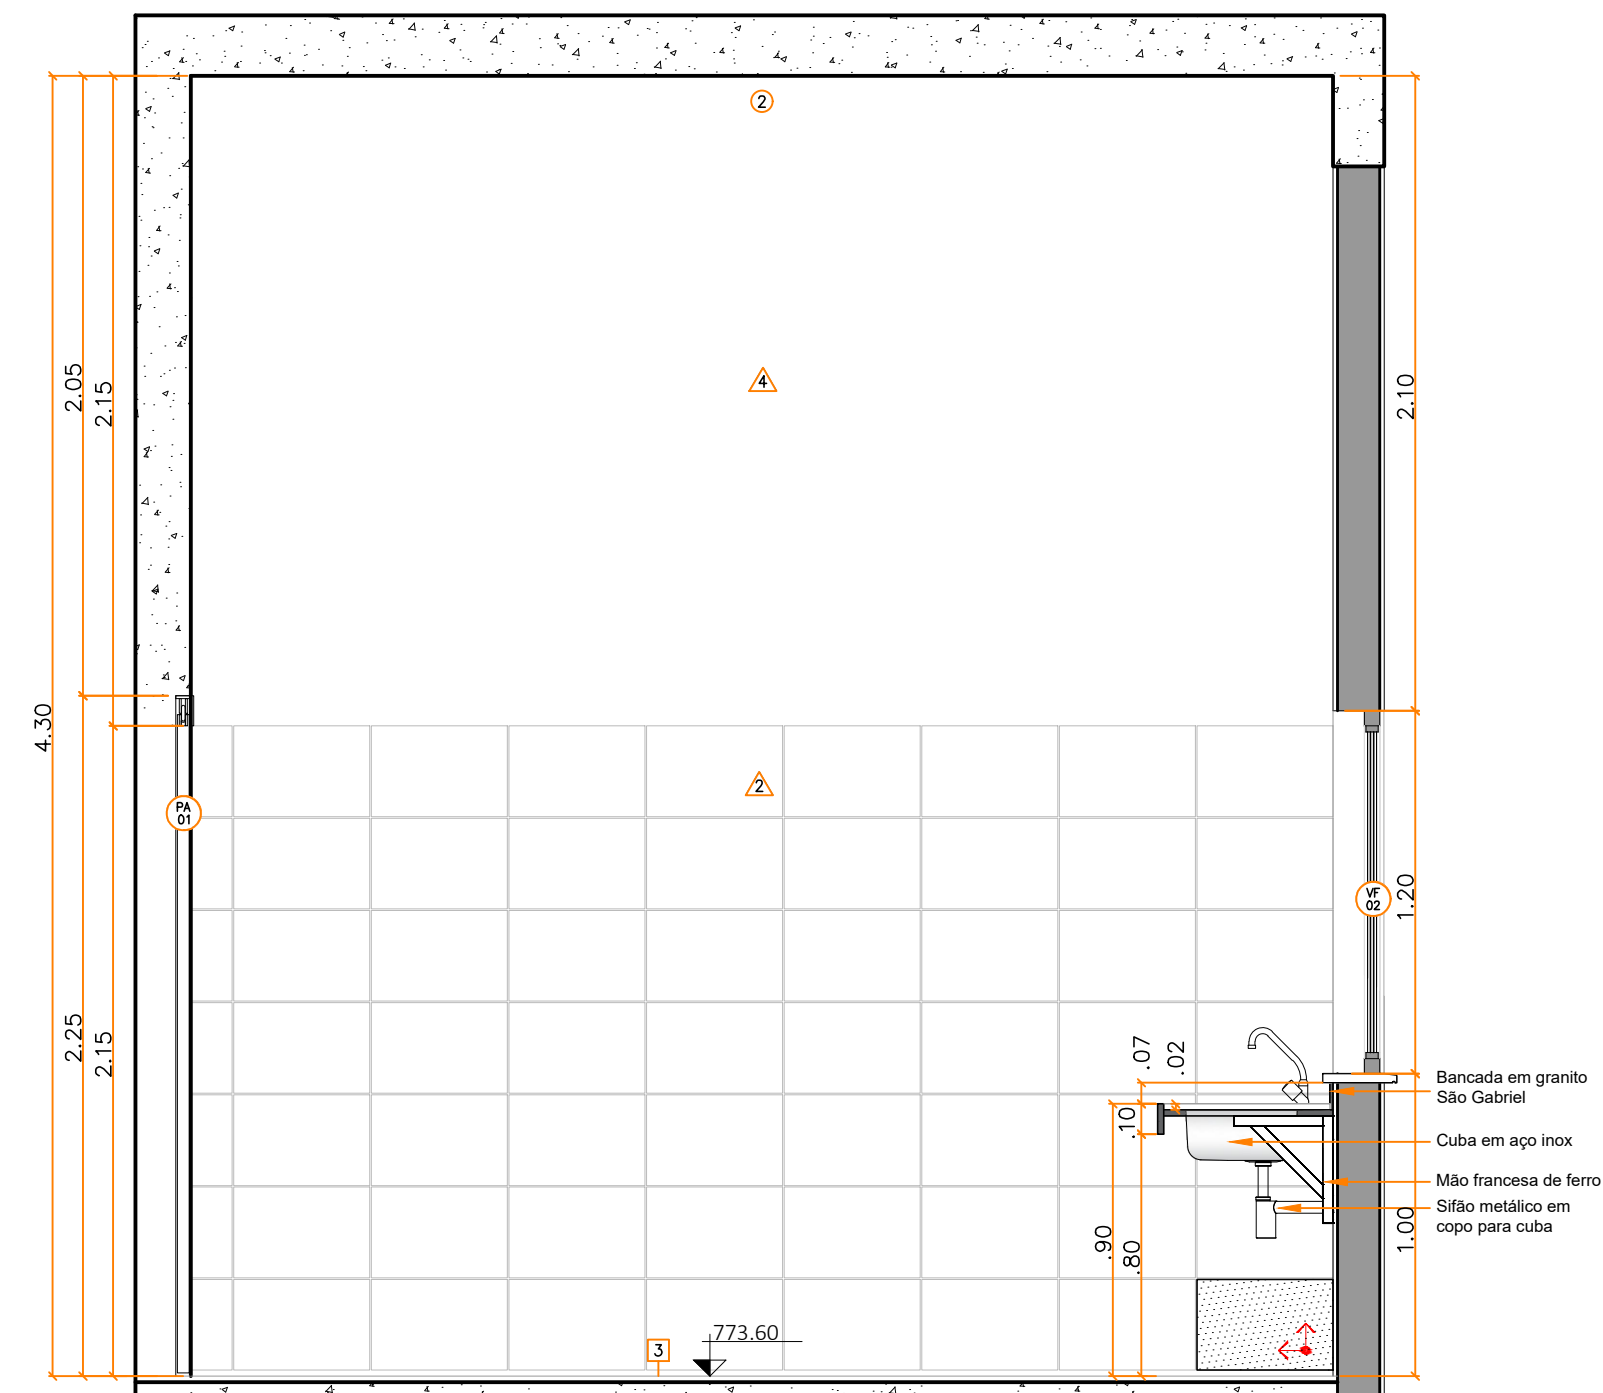 2
4
2.05
2.15
2.10
4.30
2
PA
01
VF
02
1.20
2.25
2.15
.07
.02
.10
Bancada em granito
São Gabriel
Cuba em aço inox
Mão francesa de ferro
Sifão metálico em
copo para cuba
.90
.80
1.00
773.60
3